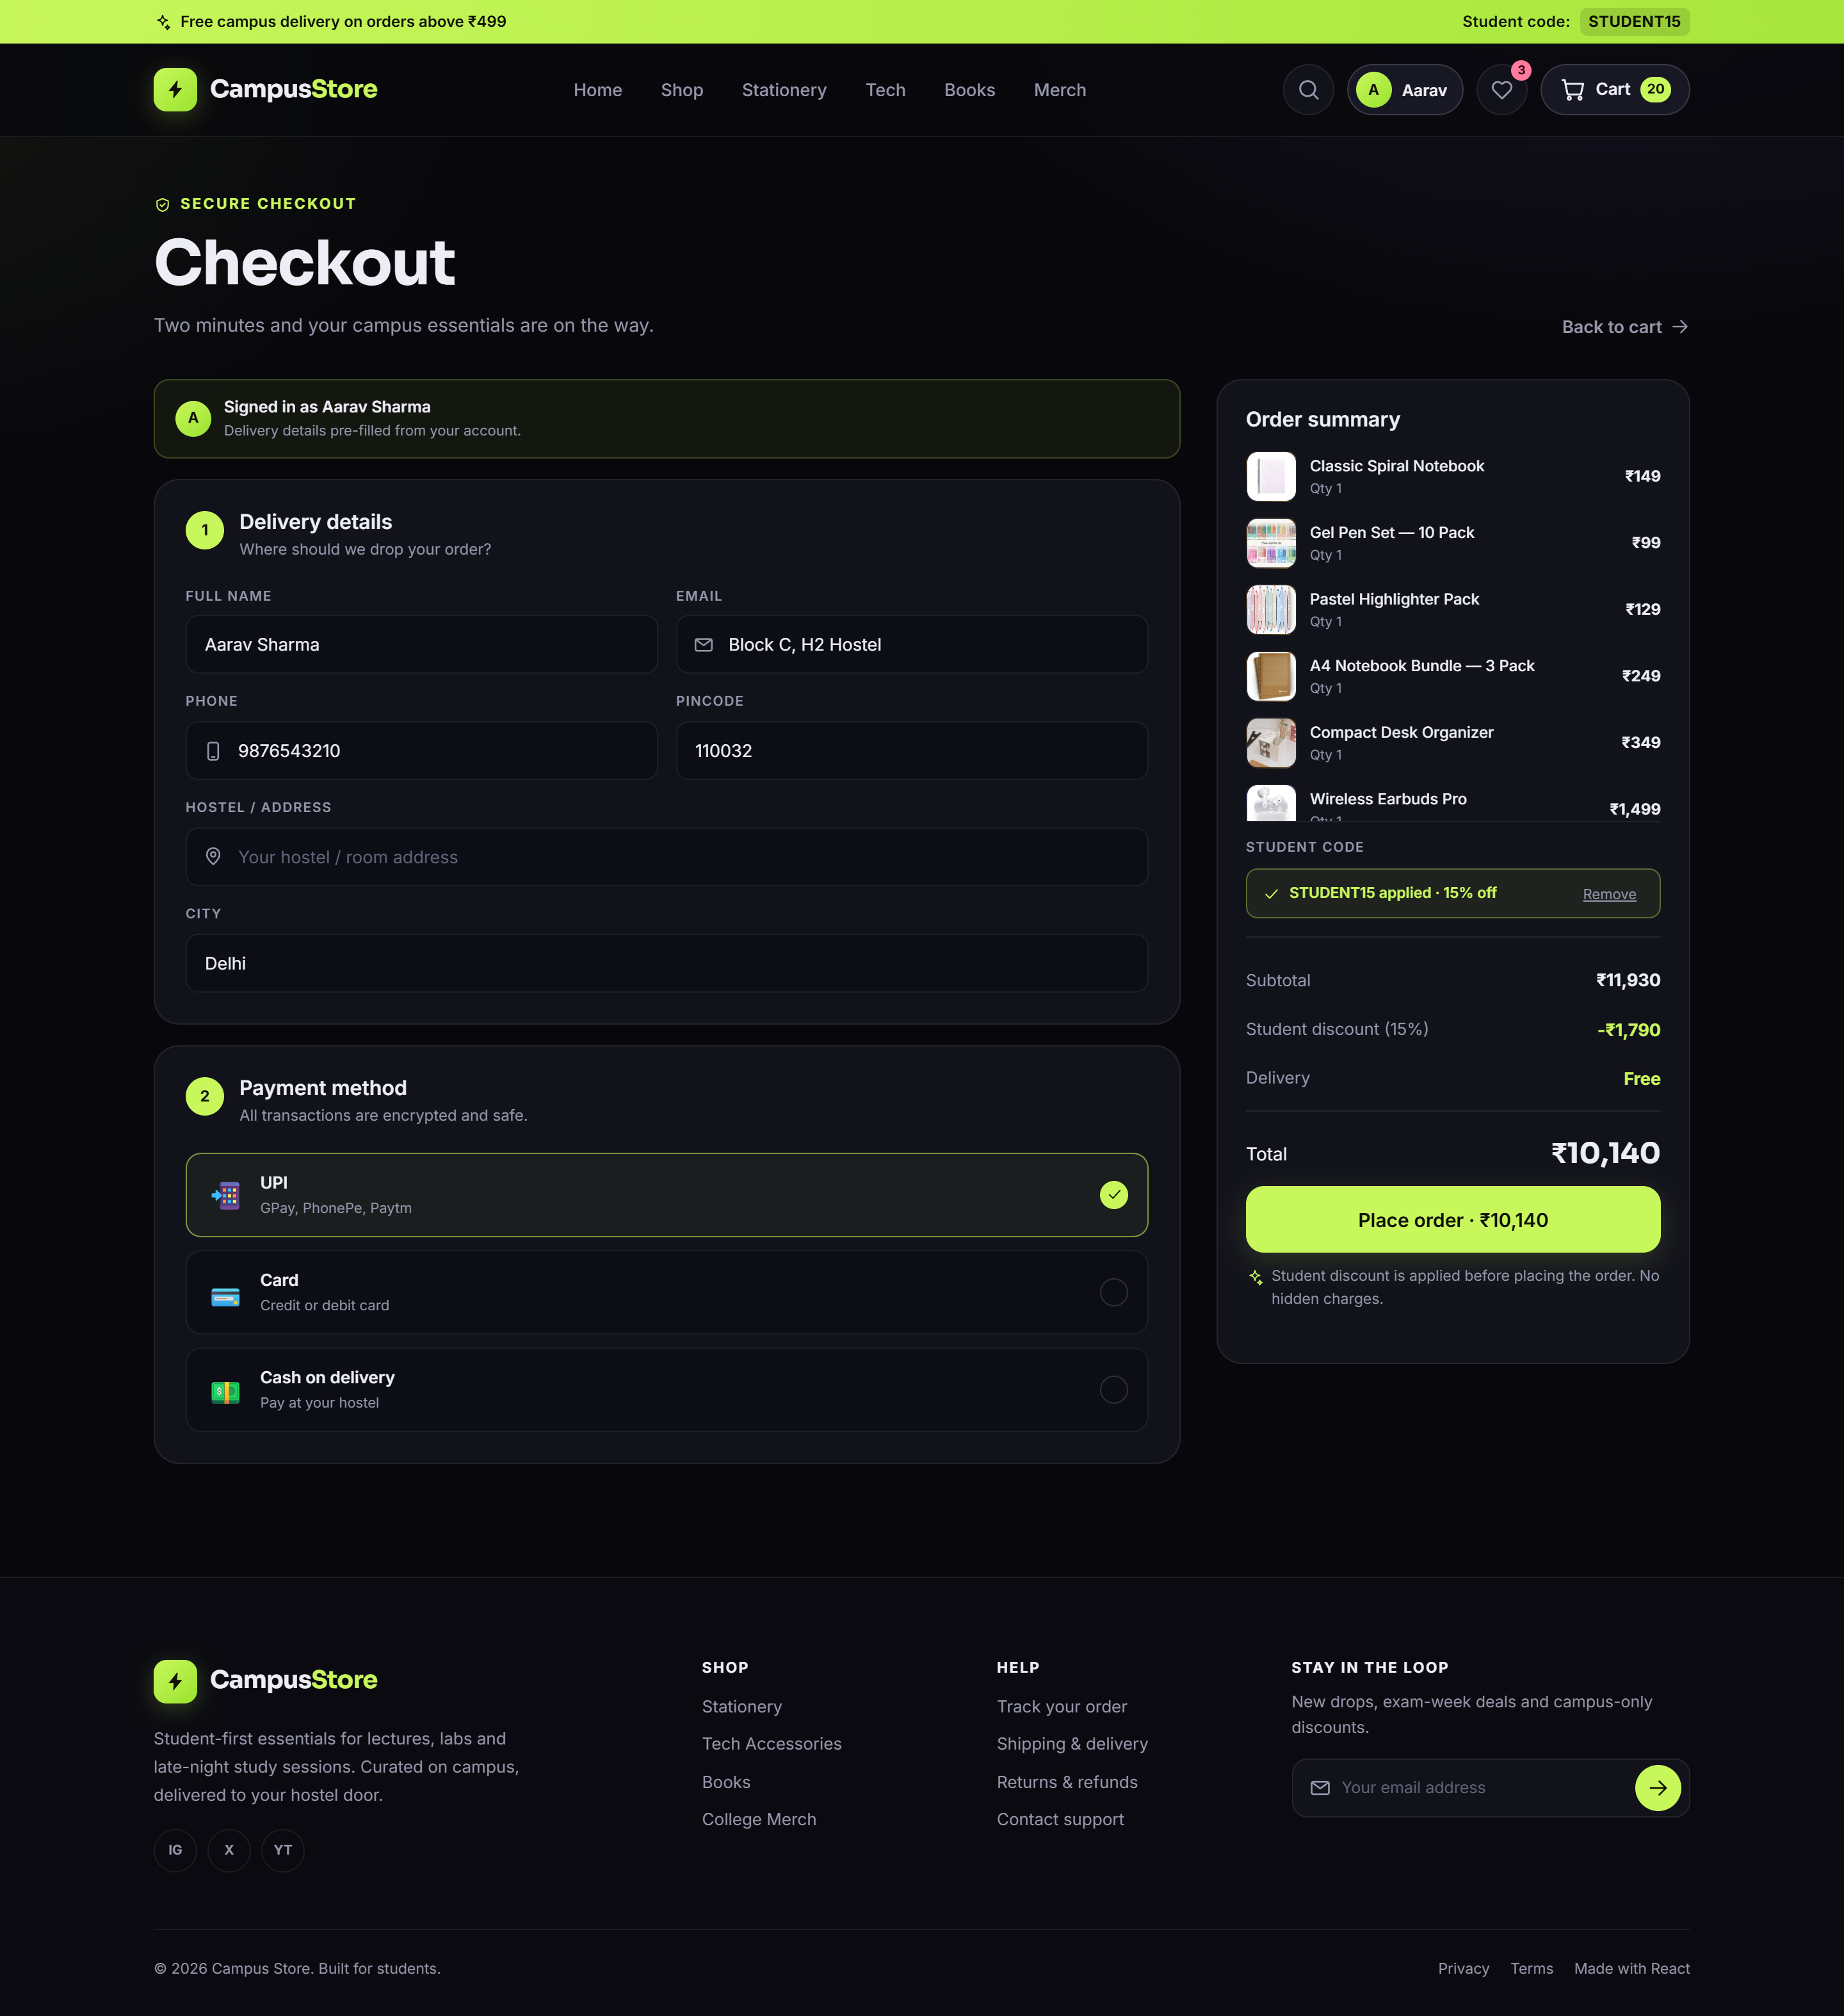 Free campus delivery on orders above ₹499
Student code: STUDENT15
CampusStore
Home Shop Stationery Tech Books Merch
A Aarav
3
Cart 20
SECURE CHECKOUT
Checkout
Two minutes and your campus essentials are on the way.
Back to cart
A
Signed in as Aarav Sharma
Delivery details pre-filled from your account.
1
Delivery details
Where should we drop your order?
FULL NAME
Aarav Sharma
EMAIL
Block C, H2 Hostel
PHONE
9876543210
PINCODE
110032
HOSTEL / ADDRESS
Your hostel / room address
CITY
Delhi
2
Payment method
All transactions are encrypted and safe.
UPI
GPay, PhonePe, Paytm
Card
Credit or debit card
Cash on delivery
Pay at your hostel
Order summary
Classic Spiral Notebook
Qty 1
₹149
Gel Pen Set — 10 Pack
Qty 1
₹99
Pastel Highlighter Pack
Qty 1
₹129
A4 Notebook Bundle — 3 Pack
Qty 1
₹249
Compact Desk Organizer
Qty 1
₹349
Wireless Earbuds Pro
Qty 1
₹1,499
STUDENT CODE
STUDENT15 applied · 15% off
Remove
Subtotal ₹11,930
Student discount (15%) -₹1,790
Delivery Free
Total ₹10,140
Place order · ₹10,140
Student discount is applied before placing the order. No
hidden charges.
CampusStore
Student-first essentials for lectures, labs and
late-night study sessions. Curated on campus,
delivered to your hostel door.
IG X YT
SHOP
Stationery
Tech Accessories
Books
College Merch
HELP
Track your order
Shipping & delivery
Returns & refunds
Contact support
STAY IN THE LOOP
New drops, exam-week deals and campus-only
discounts.
Your email address
© 2026 Campus Store. Built for students.
Privacy Terms Made with React